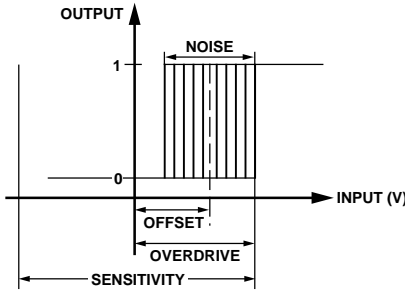 OUTPUT
NOISE
1
0
INPUT (V)
OFFSET
OVERDRIVE
SENSITIVITY